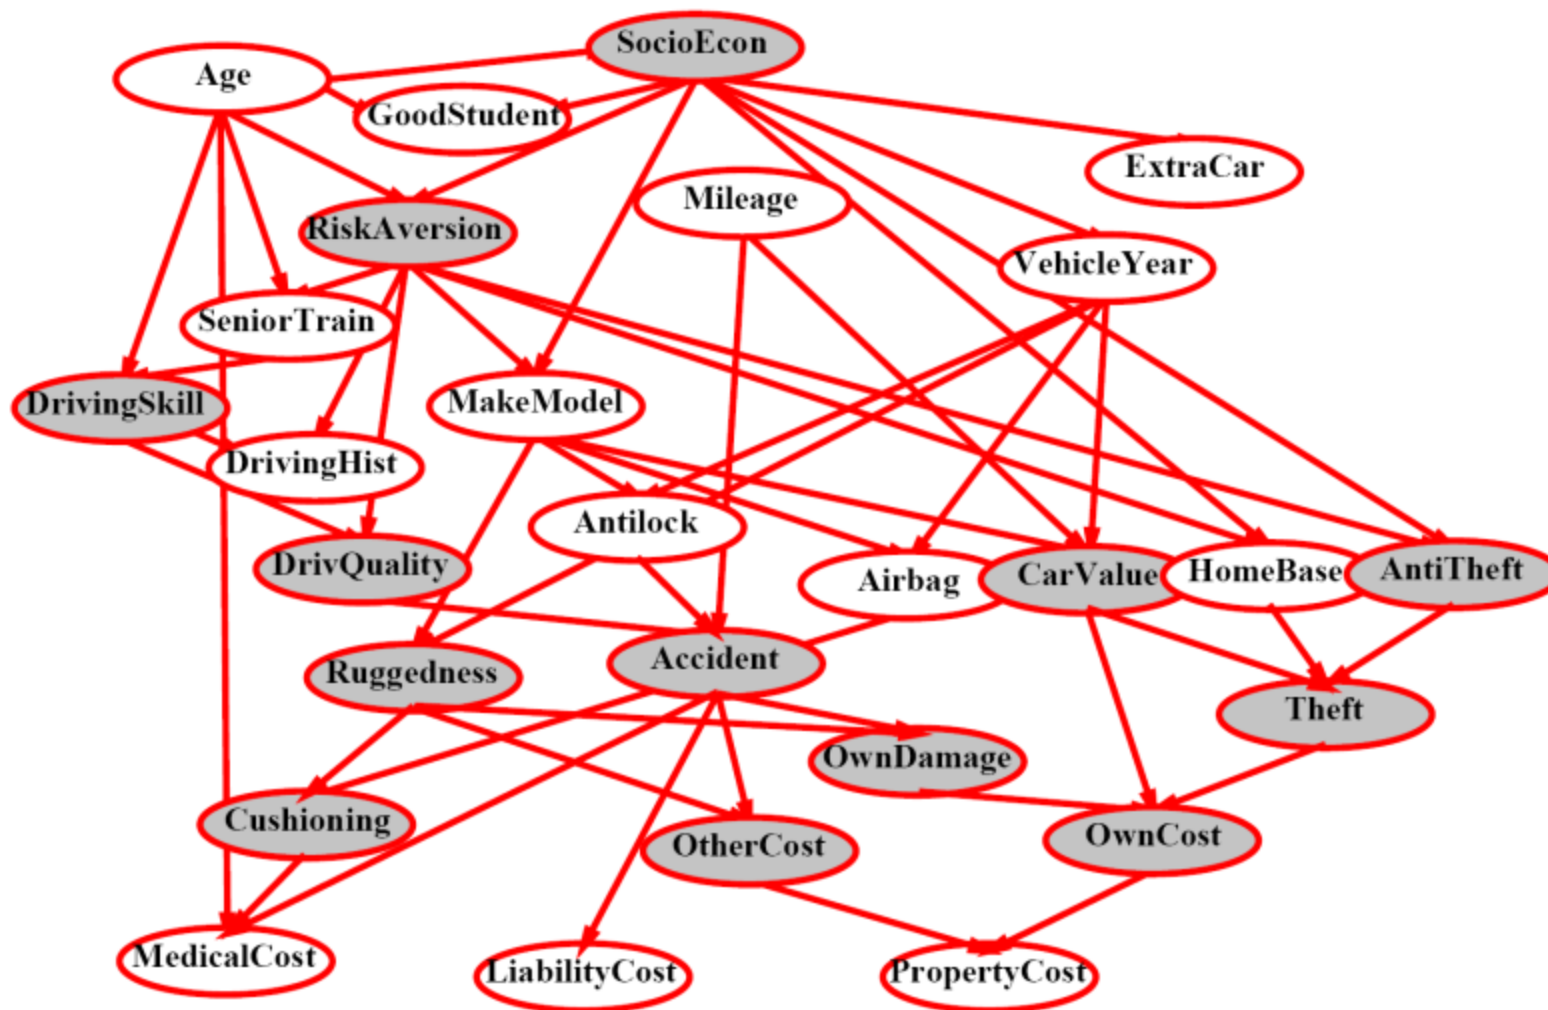 SocioEcon
Age
GoodStudent
ExtraCar
Mileage
RiskAversion
VehicleYear
SeniorTrain
DrivingSkill
MakeModel
DrivingHist
Antilock
DrivQuality
Airbag
CarValue
HomeBase
AntiTheft
Ruggedness
Accident
Theft
OwnDamage
Cushioning
OtherCost
OwnCost
MedicalCost
LiabilityCost
PropertyCost